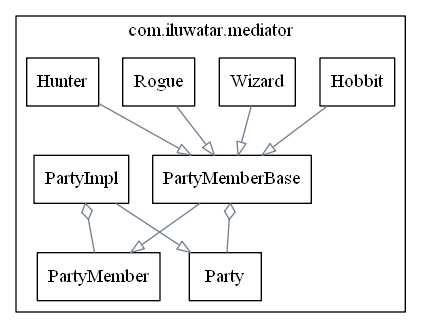 com.iluwatar.mediator
Hunter
Rogue
Wizard
Hobbit
PartyImpl
PartyMemberBase
PartyMember
Party